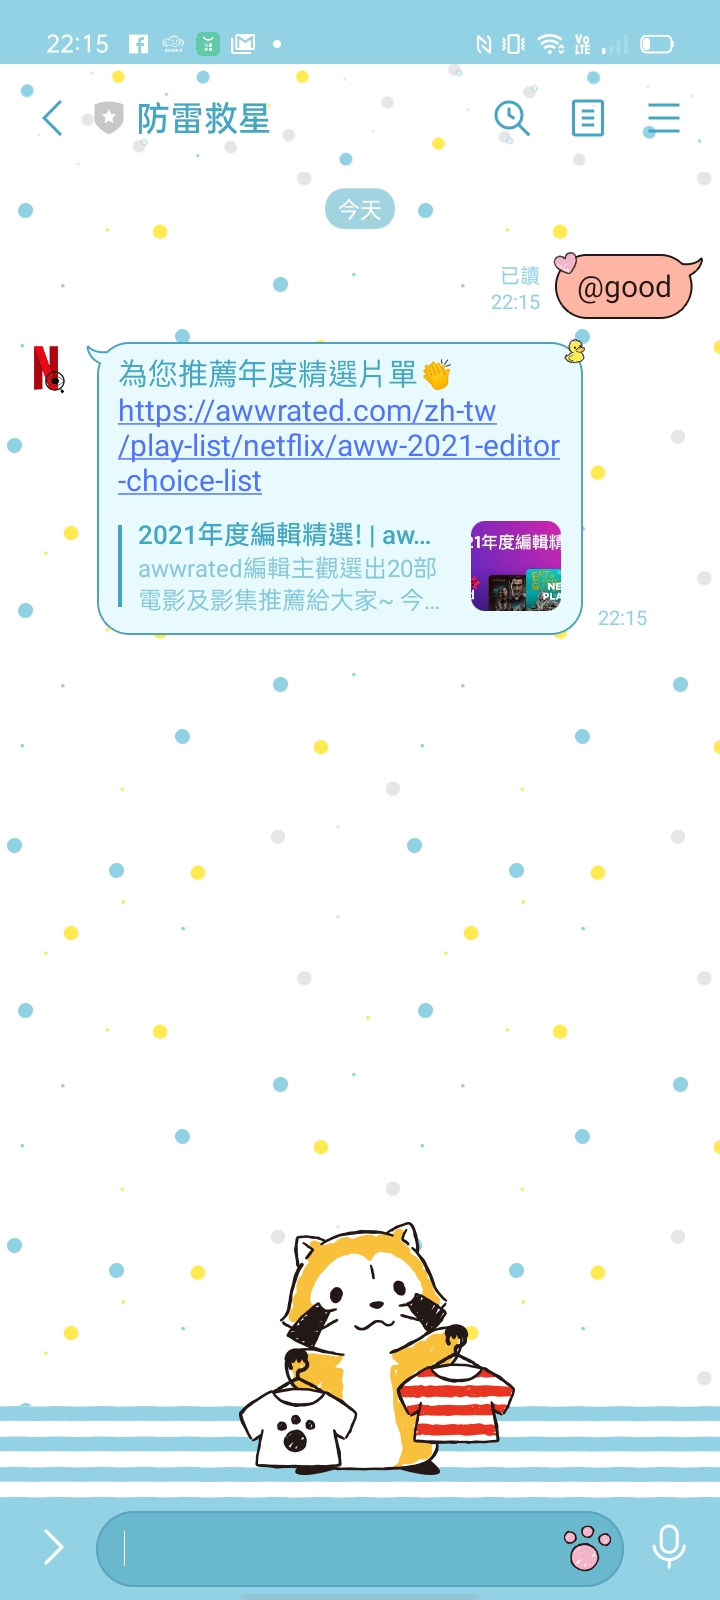 22:15
VO
LTE
防雷救星
今天
已讀
22:15
@good
為您推薦年度精選片單
https://awwrated.com/zh-tw
/play-list/netflix/aww-2021-editor
-choice-list
2021年度編輯精選! | aw...
awwrated編輯主觀選出20部
電影及影集推薦給大家~ 今...
21年度編輯精
22:15